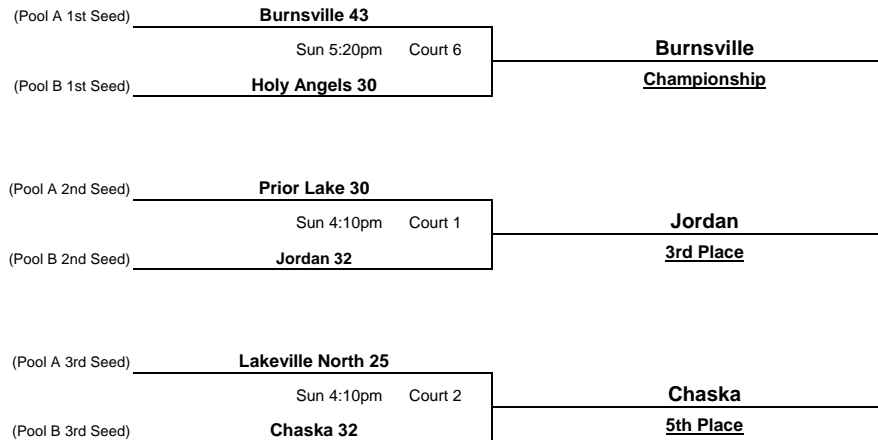 (Pool A 1st Seed) Burnsville 43
Sun 5:20pm Court 6 Burnsville
(Pool B 1st Seed) Holy Angels 30 Championship
(Pool A 2nd Seed) Prior Lake 30
Sun 4:10pm Court 1 Jordan
(Pool B 2nd Seed) Jordan 32 3rd Place
(Pool A 3rd Seed) Lakeville North 25
Sun 4:10pm Court 2 Chaska
(Pool B 3rd Seed) Chaska 32 5th Place